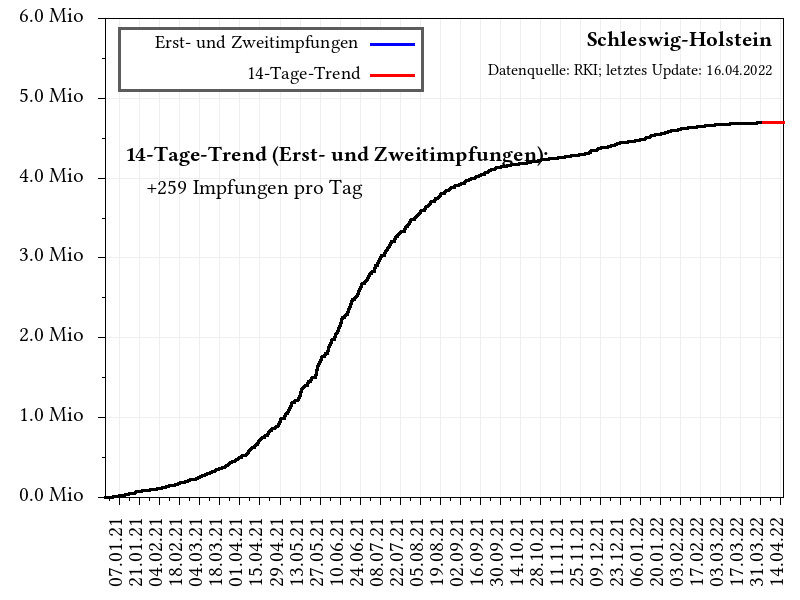 6.0 Mio
5.0 Mio
4.0 Mio
3.0 Mio
2.0 Mio
1.0 Mio
0.0 Mio
Erst- und Zweitimpfungen
14-Tage-Trend
Schleswig-Holstein
Datenquelle: RKI; letztes Update: 16.04.2022
14-Tage-Trend (Erst- und Zweitimpfungen):
+259 Impfungen pro Tag
07.01.21
21.01.21
04.02.21
18.02.21
04.03.21
18.03.21
01.04.21
15.04.21
29.04.21
13.05.21
27.05.21
10.06.21
24.06.21
08.07.21
22.07.21
05.08.21
19.08.21
02.09.21
16.09.21
30.09.21
14.10.21
28.10.21
11.11.21
25.11.21
09.12.21
23.12.21
06.01.22
20.01.22
03.02.22
17.02.22
03.03.22
17.03.22
31.03.22
14.04.22